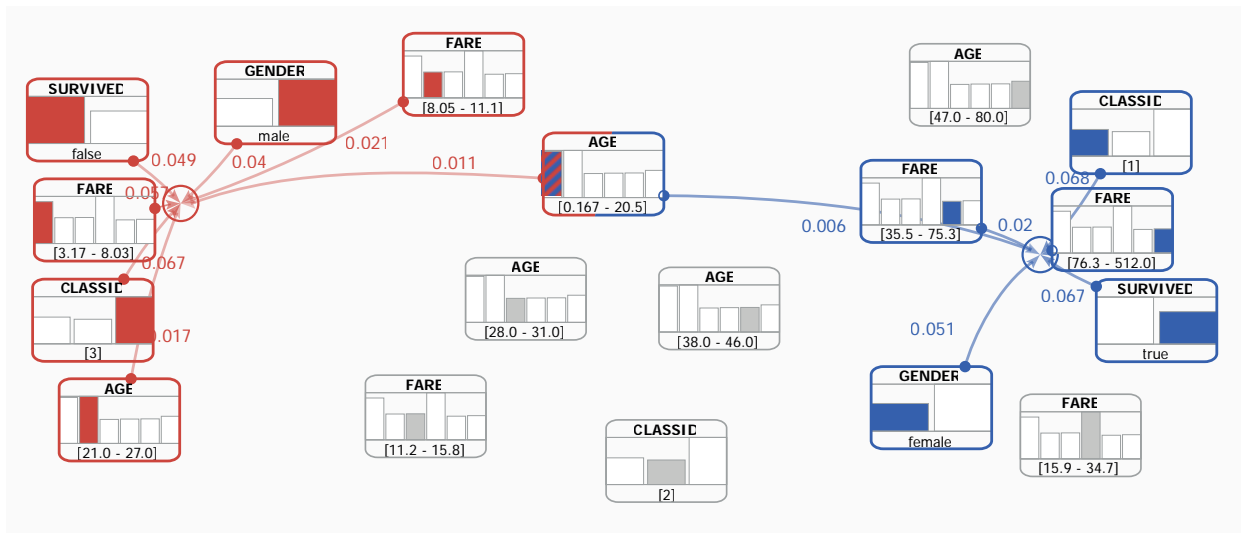 FARE
[8.05 - 11.1]
AGE
[47.0 - 80.0]
GENDER
male
SURVIVED
false
CLASSID
[1]
0.021
0.049
0.04
0.011
AGE
[0.167 - 20.5]
FARE
[35.5 - 75.3]
0.068
FARE
[3.17 - 8.03]
0.057
FARE
[76.3 - 512.0]
0.006
0.02
0.067
CLASSID
[3]
AGE
[28.0 - 31.0]
AGE
[38.0 - 46.0]
0.067
SURVIVED
true
0.017
0.051
AGE
[21.0 - 27.0]
FARE
[11.2 - 15.8]
GENDER
female
FARE
[15.9 - 34.7]
CLASSID
[2]